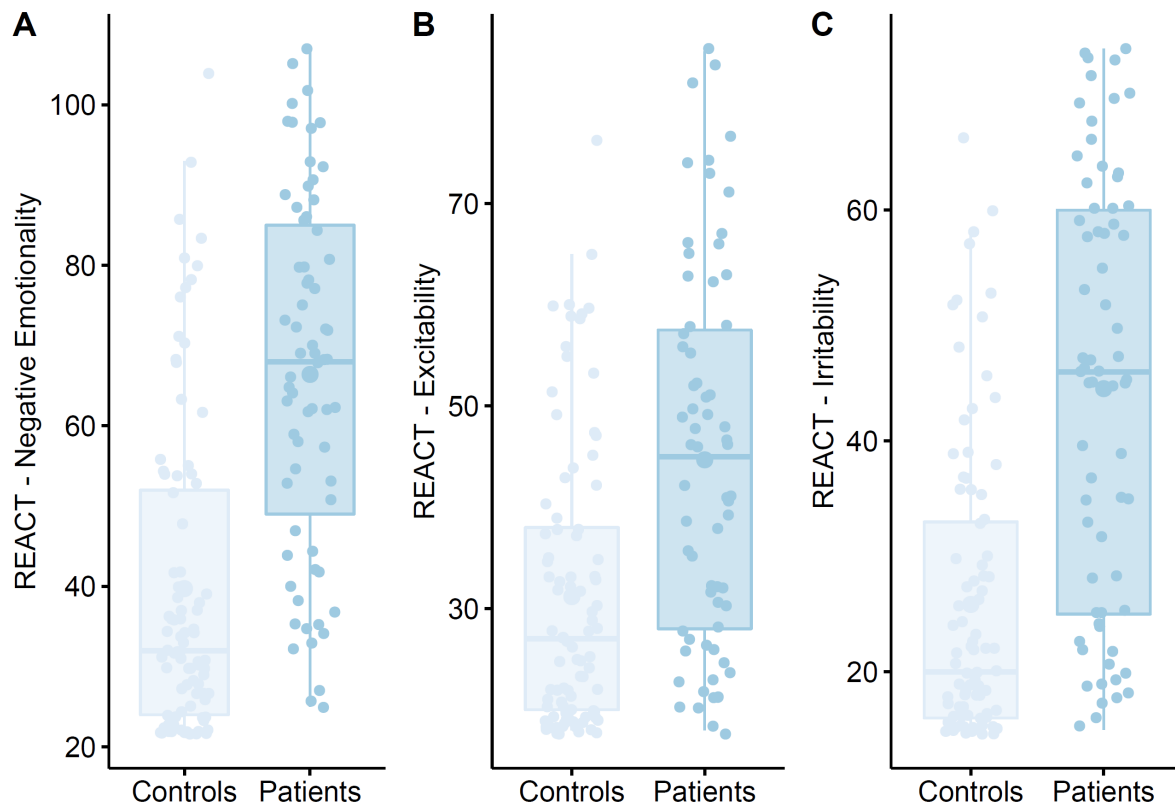 A
REACT - Negative Emotionality
100
80
60
40
20
Controls Patients
B
REACT - Excitability
70
50
30
Controls Patients
C
REACT - Irritability
60
40
20
Controls Patients